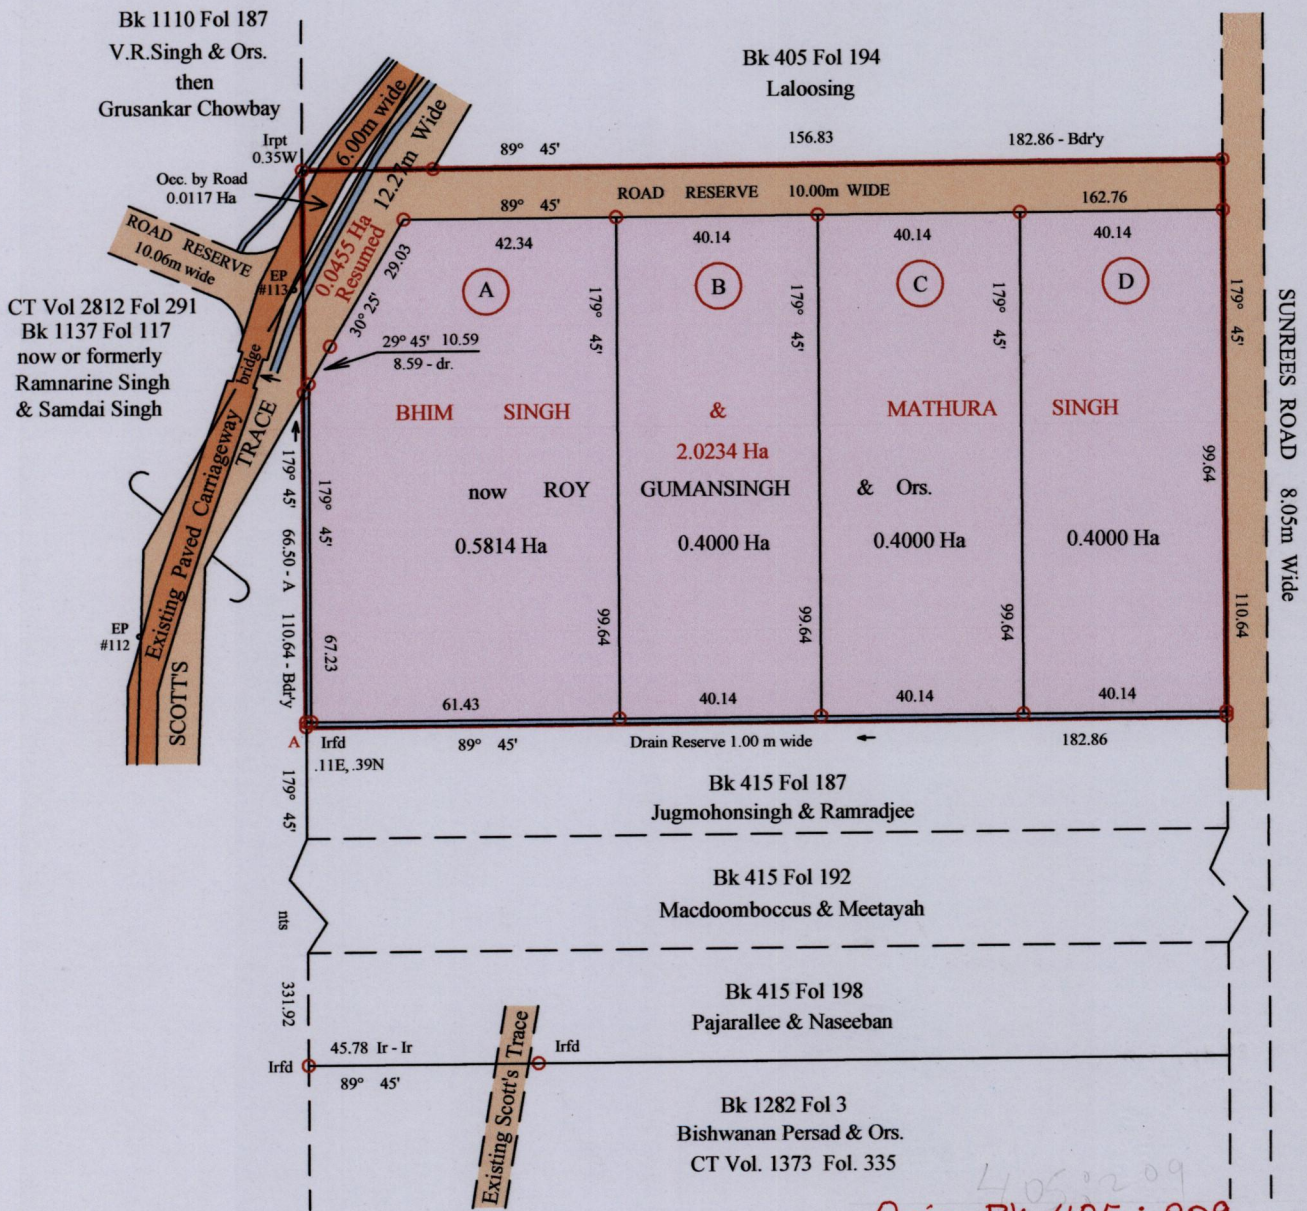 Bk 1110 Fol 187
V.R.Singh & Ors.
then
Grusankar Chowbay
Bk 405 Fol 194
Laloosing
Irpt
0.35W
6.00m wide
12.27m Wide
89° 45'
156.83
182.86 - Bdr'y
Occ. by Road
0.0117 Ha
ROAD RESERVE 10.00m WIDE
89° 45'
162.76
ROAD RESERVE
10.06m wide
0.0455 Ha
Resumed
42.34
40.14
40.14
40.14
EP
#113
29.03
30° 25'
A
B
C
D
179° 45'
179° 45'
179° 45'
179° 45'
SUNREES ROAD 8.05m Wide
CT Vol 2812 Fol 291
Bk 1137 Fol 117
now or formerly
Ramnarine Singh
& Samdai Singh
bridge
29° 45' 10.59
8.59 - dr.
BHIM SINGH & MATHURA SINGH
2.0234 Ha
now ROY GUMANSINGH & Ors.
0.5814 Ha
0.4000 Ha
0.4000 Ha
0.4000 Ha
99.64
TRACE
Existing Paved Carriageway
179° 45' 66.50 - A 110.64 - Bdr'y
179° 45'
67.23
99.64
99.64
99.64
110.64
EP
#112
SCOTT'S
61.43
40.14
40.14
40.14
A Irfd
.11E, .39N
89° 45'
Drain Reserve 1.00 m wide
182.86
179° 45'
Bk 415 Fol 187
Jugmohonsingh & Ramradjee
Bk 415 Fol 192
Macdoomboccus & Meetayah
nts
331.92
Bk 415 Fol 198
Pajarallee & Naseeban
45.78 Ir - Ir
Irfd
Irfd
89° 45'
Existing Scott's Trace
Bk 1282 Fol 3
Bishwanan Persad & Ors.
CT Vol. 1373 Fol. 335